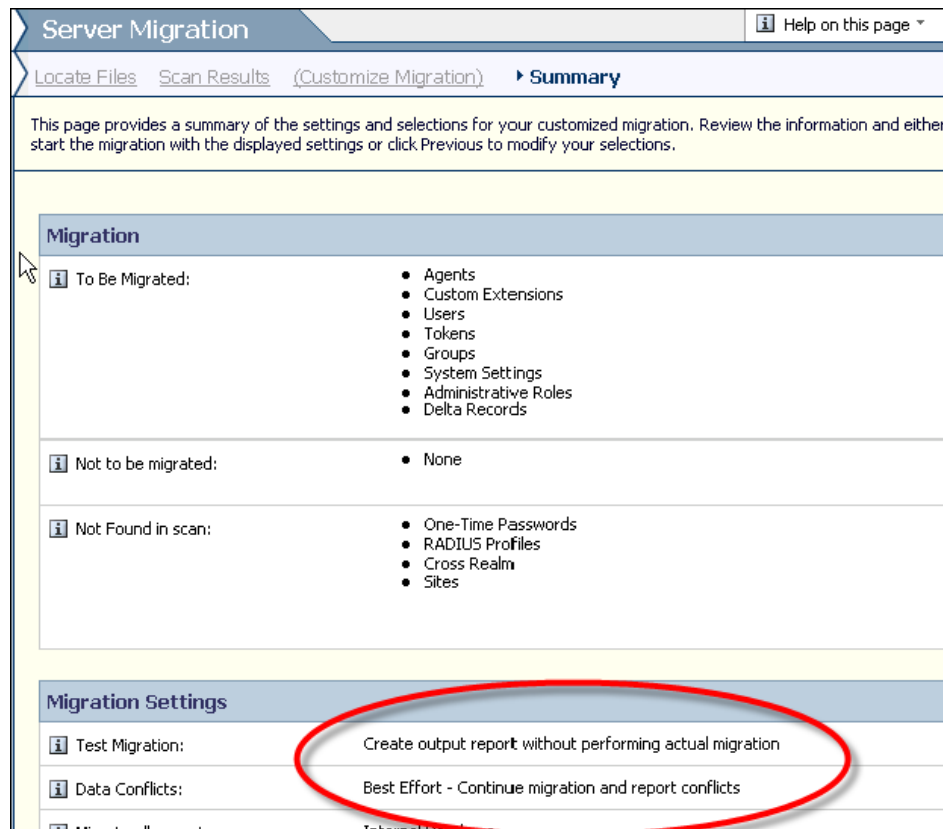 Server Migration
Help on this page
Locate Files Scan Results (Customize Migration) Summary
This page provides a summary of the settings and selections for your customized migration. Review the information and either
start the migration with the displayed settings or click Previous to modify your selections.
Migration
To Be Migrated:
Agents
Custom Extensions
Users
Tokens
Groups
System Settings
Administrative Roles
Delta Records
Not to be migrated:
None
Not Found in scan:
One-Time Passwords
RADIUS Profiles
Cross Realm
Sites
Migration Settings
Test Migration: Create output report without performing actual migration
Data Conflicts: Best Effort - Continue migration and report conflicts